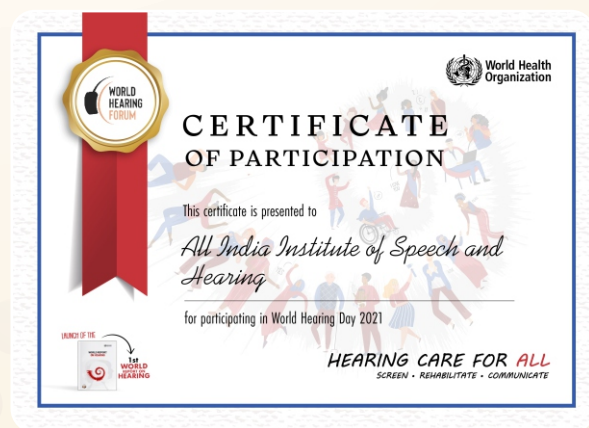 World Health
Organization
WORLD
HEARING
FORUM
CERTIFICATE
OF PARTICIPATION
This certificate is presented to
All India Institute of Speech and
Hearing
for participating in World Hearing Day 2021
LAUNCH OF THE
1st
WORLD
REPORT ON
HEARING
HEARING CARE FOR ALL
SCREEN • REHABILITATE • COMMUNICATE